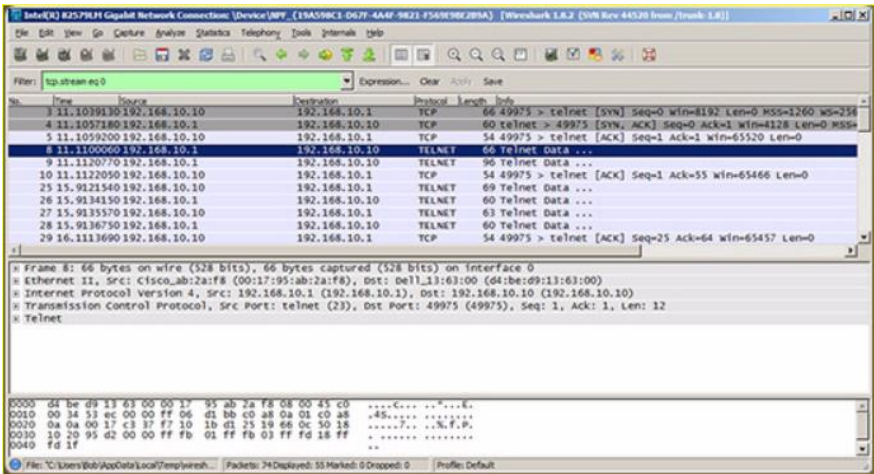 Intel(R) 82579LM Gigabit Network Connection: \Device\NPF_{19A598C1-D67F-4A4F-9821-F569E98E2B9A} [Wireshark 1.8.2 (SVN Rev 44520 from /trunk-1.8)]
File Edit View Go Capture Analyze Statistics Telephony Tools Internals Help
Filter: tcp.stream eq 0 Expression... Clear Apply Save
No. Time Source Destination Protocol Length Info
3 11.1039130 192.168.10.10 192.168.10.1 TCP 66 49975 > telnet [SYN] Seq=0 Win=8192 Len=0 MSS=1260 WS=256
4 11.1057180 192.168.10.1 192.168.10.10 TCP 60 telnet > 49975 [SYN, ACK] Seq=0 Ack=1 Win=4128 Len=0 MSS=
5 11.1059200 192.168.10.10 192.168.10.1 TCP 54 49975 > telnet [ACK] Seq=1 Ack=1 Win=65520 Len=0
8 11.1100060 192.168.10.1 192.168.10.10 TELNET 66 Telnet Data ...
9 11.1120770 192.168.10.1 192.168.10.10 TELNET 96 Telnet Data ...
10 11.1122050 192.168.10.10 192.168.10.1 TCP 54 49975 > telnet [ACK] Seq=1 Ack=55 Win=65466 Len=0
25 15.9121540 192.168.10.10 192.168.10.1 TELNET 69 Telnet Data ...
26 15.9134150 192.168.10.1 192.168.10.10 TELNET 60 Telnet Data ...
27 15.9135570 192.168.10.10 192.168.10.1 TELNET 63 Telnet Data ...
28 15.9136750 192.168.10.1 192.168.10.10 TELNET 60 Telnet Data ...
29 16.1113690 192.168.10.10 192.168.10.1 TCP 54 49975 > telnet [ACK] Seq=25 Ack=64 Win=65457 Len=0
Frame 8: 66 bytes on wire (528 bits), 66 bytes captured (528 bits) on interface 0
Ethernet II, Src: Cisco_ab:2a:f8 (00:17:95:ab:2a:f8), Dst: Dell_13:63:00 (d4:be:d9:13:63:00)
Internet Protocol Version 4, Src: 192.168.10.1 (192.168.10.1), Dst: 192.168.10.10 (192.168.10.10)
Transmission Control Protocol, Src Port: telnet (23), Dst Port: 49975 (49975), Seq: 1, Ack: 1, Len: 12
Telnet
0000 d4 be d9 13 63 00 00 17 95 ab 2a f8 08 00 45 c0 ....c... ..*...E.
0010 00 34 53 ec 00 00 ff 06 d1 bb c0 a8 0a 01 c0 a8 .4S..... ........
0020 0a 0a 00 17 c3 37 f7 10 1b d1 25 19 66 0c 50 18 .....7.. ..%.f.P.
0030 10 20 95 d2 00 00 ff fb 01 ff fb 03 ff fd 18 ff . ...... ........
0040 fd 1f ..
File: "C:\Users\Bob\AppData\Local\Temp\wiresh... Packets: 74 Displayed: 55 Marked: 0 Dropped: 0 Profile: Default